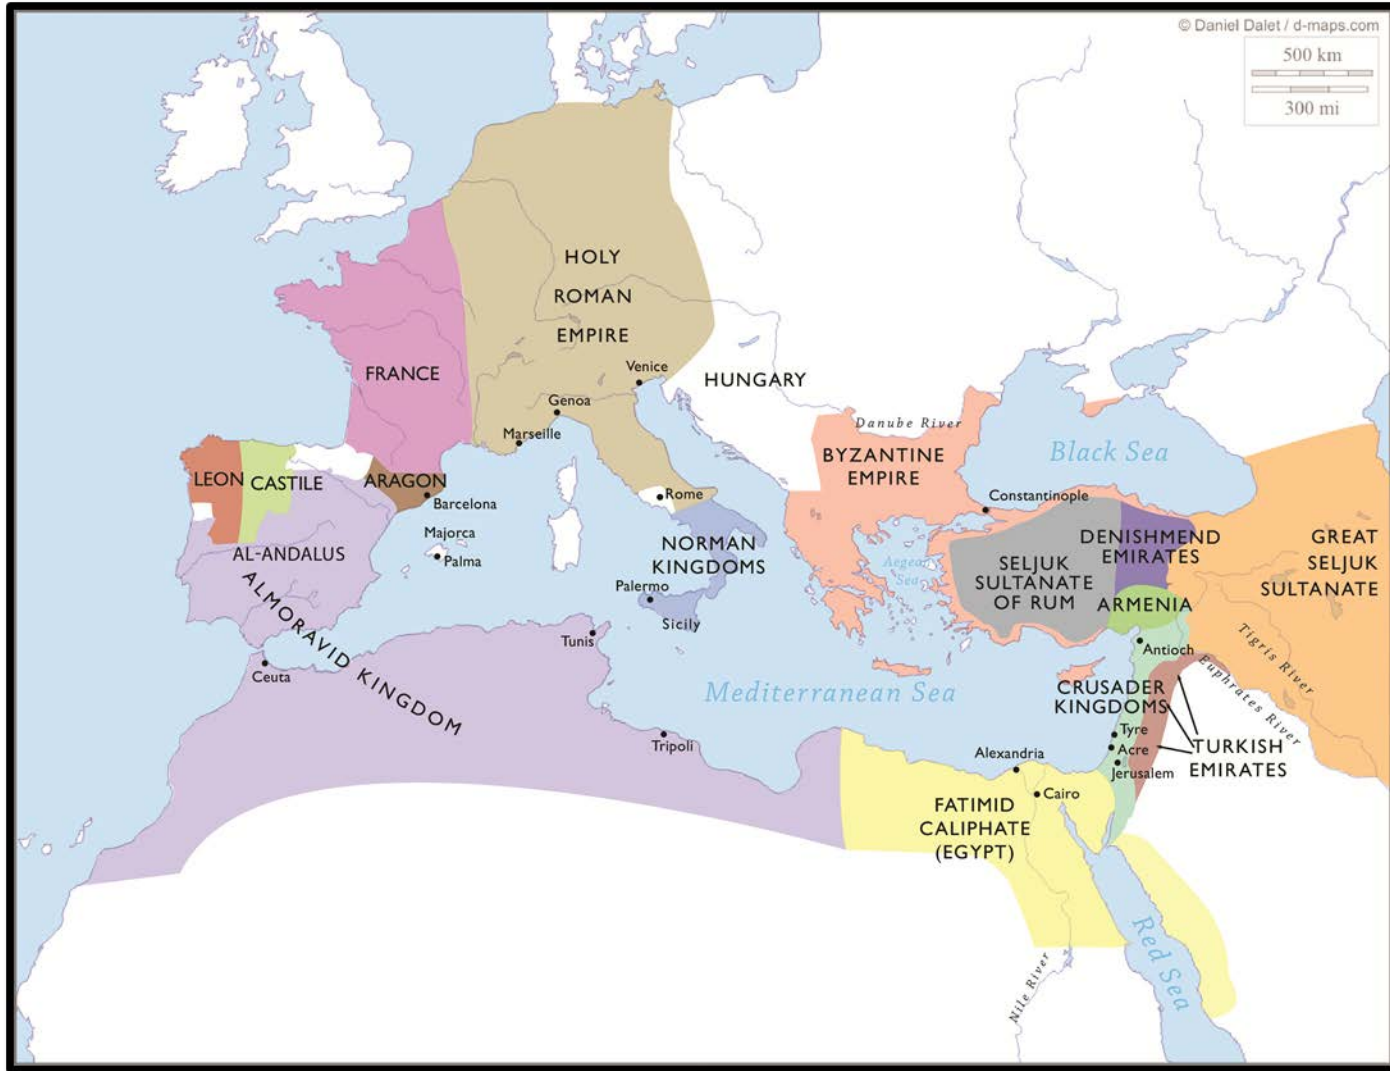 © Daniel Dalet / d-maps.com
500 km
300 mi
HOLY
ROMAN
EMPIRE
FRANCE
Venice
HUNGARY
Genoa
Marseille
Danube River
Black Sea
BYZANTINE
EMPIRE
LEON
CASTILE
ARAGON
Barcelona
Rome
Constantinople
Majorca
Palma
AL-ANDALUS
ALMORAVID KINGDOM
NORMAN
KINGDOMS
Palermo
Sicily
Aegean
Sea
SELJUK
SULTANATE
OF RUM
DENISHMEND
EMIRATES
GREAT
SELJUK
SULTANATE
ARMENIA
Antioch
Tigris River
Euphrates River
Tunis
Ceuta
Mediterranean Sea
CRUSADER
KINGDOMS
Tripoli
Tyre
Acre
Jerusalem
TURKISH
EMIRATES
Alexandria
Cairo
FATIMID
CALIPHATE
(EGYPT)
Red Sea
Nile River